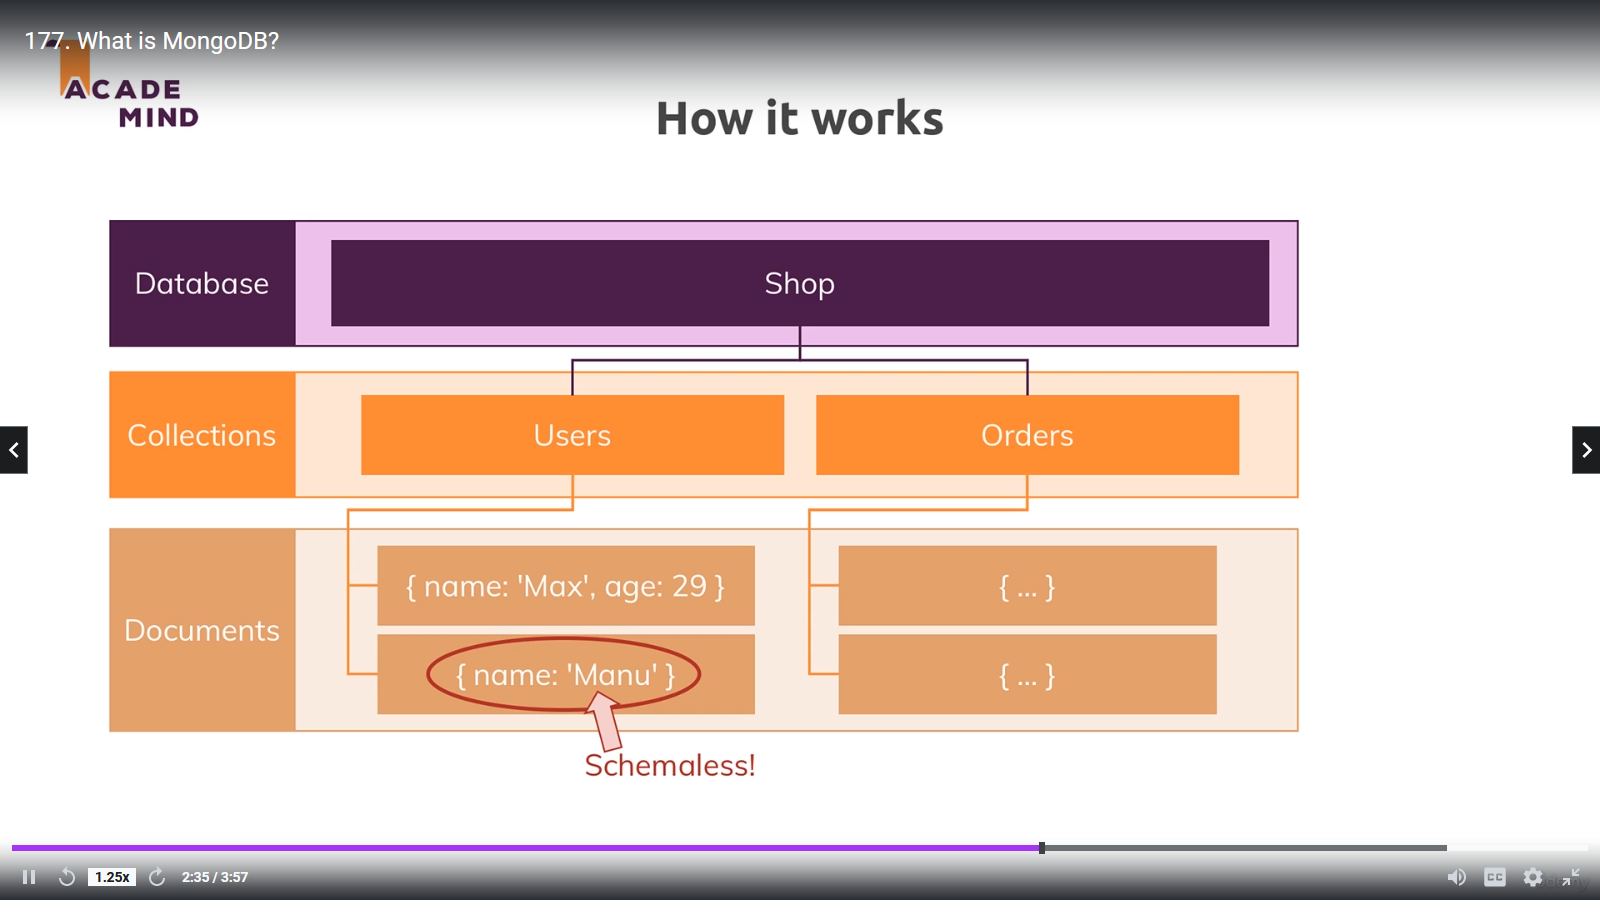 177. What is MongoDB?
ACADE
MIND
How it works
Database
Shop
Collections
Users
Orders
Documents
{ name: 'Max', age: 29 }
{ ... }
{ name: 'Manu' }
{ ... }
Schemaless!
1.25x
2:35 / 3:57
CC